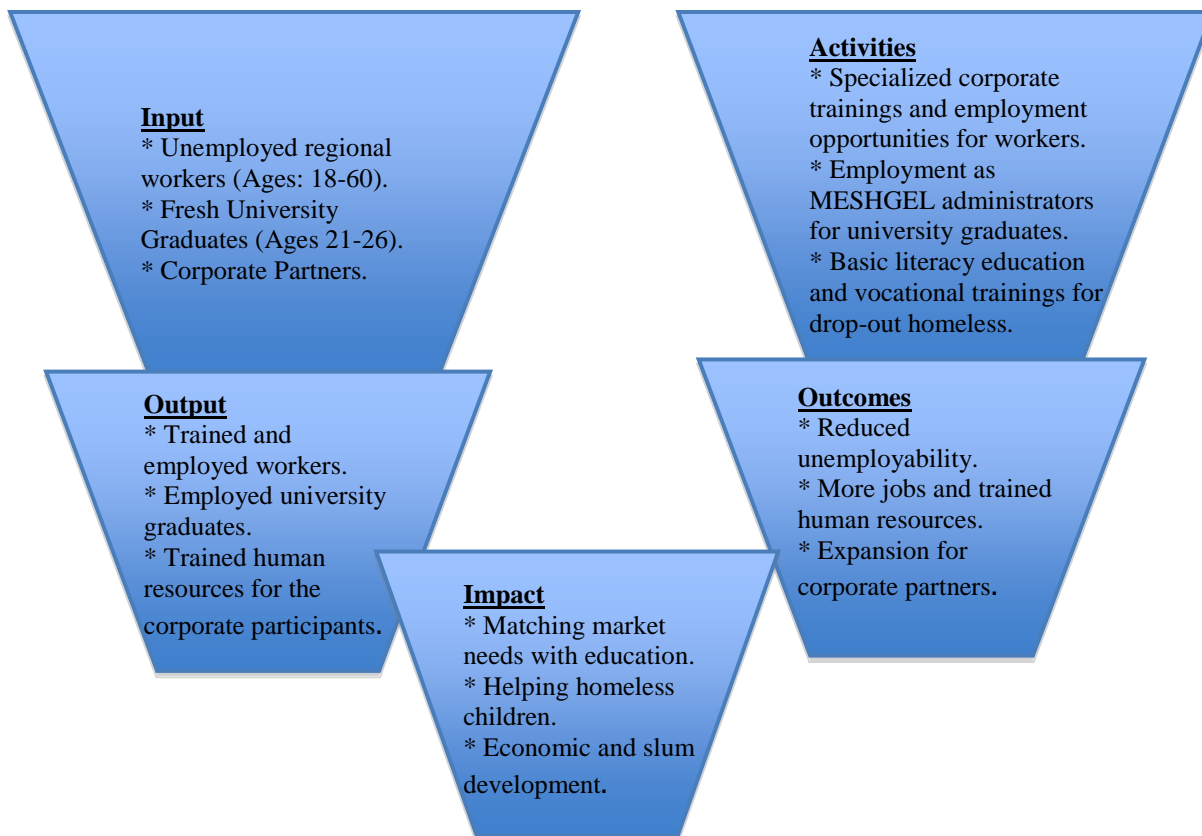 Input
* Unemployed regional
workers (Ages: 18-60).
* Fresh University
Graduates (Ages 21-26).
* Corporate Partners.
Activities
* Specialized corporate
trainings and employment
opportunities for workers.
* Employment as
MESHGEL administrators
for university graduates.
* Basic literacy education
and vocational trainings for
drop-out homeless.
Output
* Trained and
employed workers.
* Employed university
graduates.
* Trained human
resources for the
corporate participants.
Outcomes
* Reduced
unemployability.
* More jobs and trained
human resources.
* Expansion for
corporate partners.
Impact
* Matching market
needs with education.
* Helping homeless
children.
* Economic and slum
development.